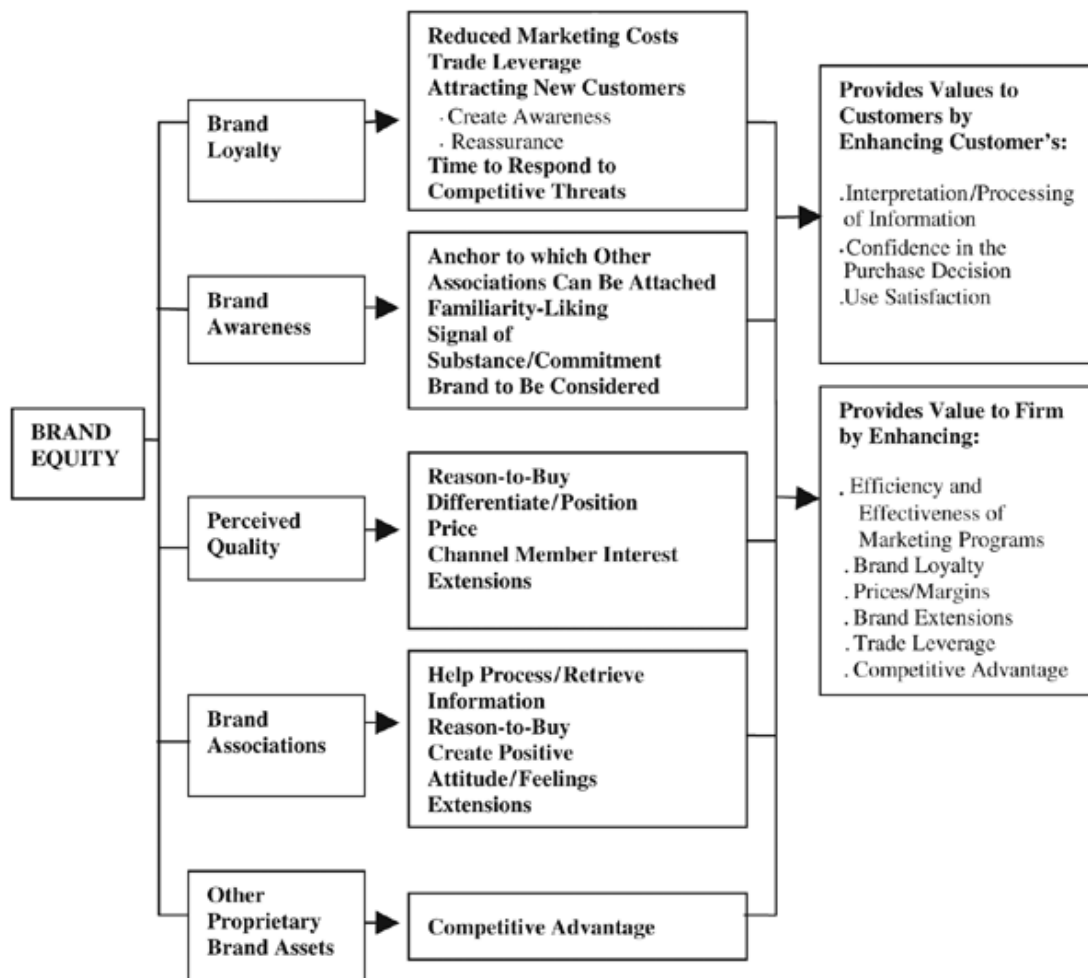 BRAND
EQUITY
Brand
Loyalty
Reduced Marketing Costs
Trade Leverage
Attracting New Customers
· Create Awareness
· Reassurance
Time to Respond to
Competitive Threats
Brand
Awareness
Anchor to which Other
Associations Can Be Attached
Familiarity-Liking
Signal of
Substance/Commitment
Brand to Be Considered
Perceived
Quality
Reason-to-Buy
Differentiate/Position
Price
Channel Member Interest
Extensions
Brand
Associations
Help Process/Retrieve
Information
Reason-to-Buy
Create Positive
Attitude/Feelings
Extensions
Other
Proprietary
Brand Assets
Competitive Advantage
Provides Values to
Customers by
Enhancing Customer's:
. Interpretation/Processing
of Information
. Confidence in the
Purchase Decision
. Use Satisfaction
Provides Value to Firm
by Enhancing:
. Efficiency and
Effectiveness of
Marketing Programs
. Brand Loyalty
. Prices/Margins
. Brand Extensions
. Trade Leverage
. Competitive Advantage